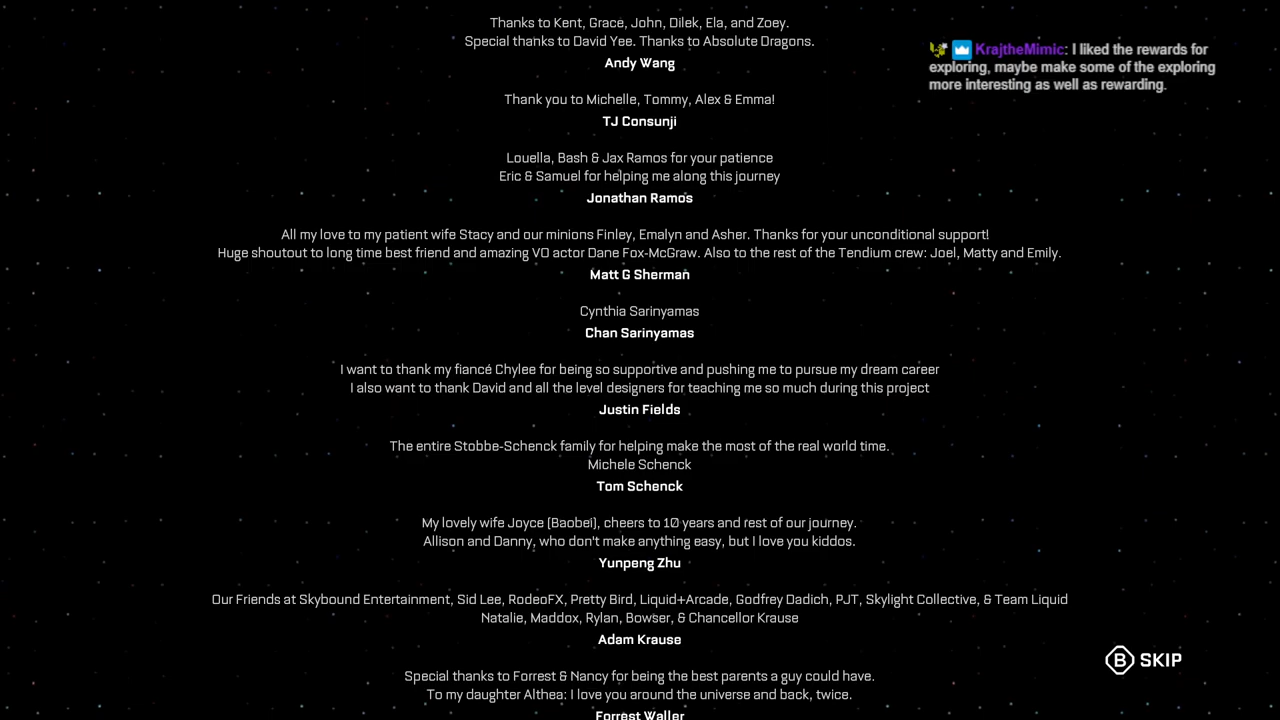 Thanks to Kent, Grace, John, Dilek, Ela, and Zoey.
Special thanks to David Yee. Thanks to Absolute Dragons.
Andy Wang
KrajtheMimic: I liked the rewards for
exploring, maybe make some of the exploring
more interesting as well as rewarding.
Thank you to Michelle, Tommy, Alex & Emma!
TJ Consunji
Louella, Bash & Jax Ramos for your patience
Eric & Samuel for helping me along this journey
Jonathan Ramos
All my love to my patient wife Stacy and our minions Finley, Emalyn and Asher. Thanks for your unconditional support!
Huge shoutout to long time best friend and amazing VO actor Dane Fox-McGraw. Also to the rest of the Tendium crew: Joel, Matty and Emily.
Matt G Sherman
Cynthia Sarinyamas
Chan Sarinyamas
I want to thank my fiancé Chylee for being so supportive and pushing me to pursue my dream career
I also want to thank David and all the level designers for teaching me so much during this project
Justin Fields
The entire Stobbe-Schenck family for helping make the most of the real world time.
Michele Schenck
Tom Schenck
My lovely wife Joyce (Baobei), cheers to 10 years and rest of our journey.
Allison and Danny, who don't make anything easy, but I love you kiddos.
Yunpeng Zhu
Our Friends at Skybound Entertainment, Sid Lee, RodeoFX, Pretty Bird, Liquid+Arcade, Godfrey Dadich, PJT, Skylight Collective, & Team Liquid
Natalie, Maddox, Rylan, Bowser, & Chancellor Krause
Adam Krause
B SKIP
Special thanks to Forrest & Nancy for being the best parents a guy could have.
To my daughter Althea: I love you around the universe and back, twice.
Forrest Waller